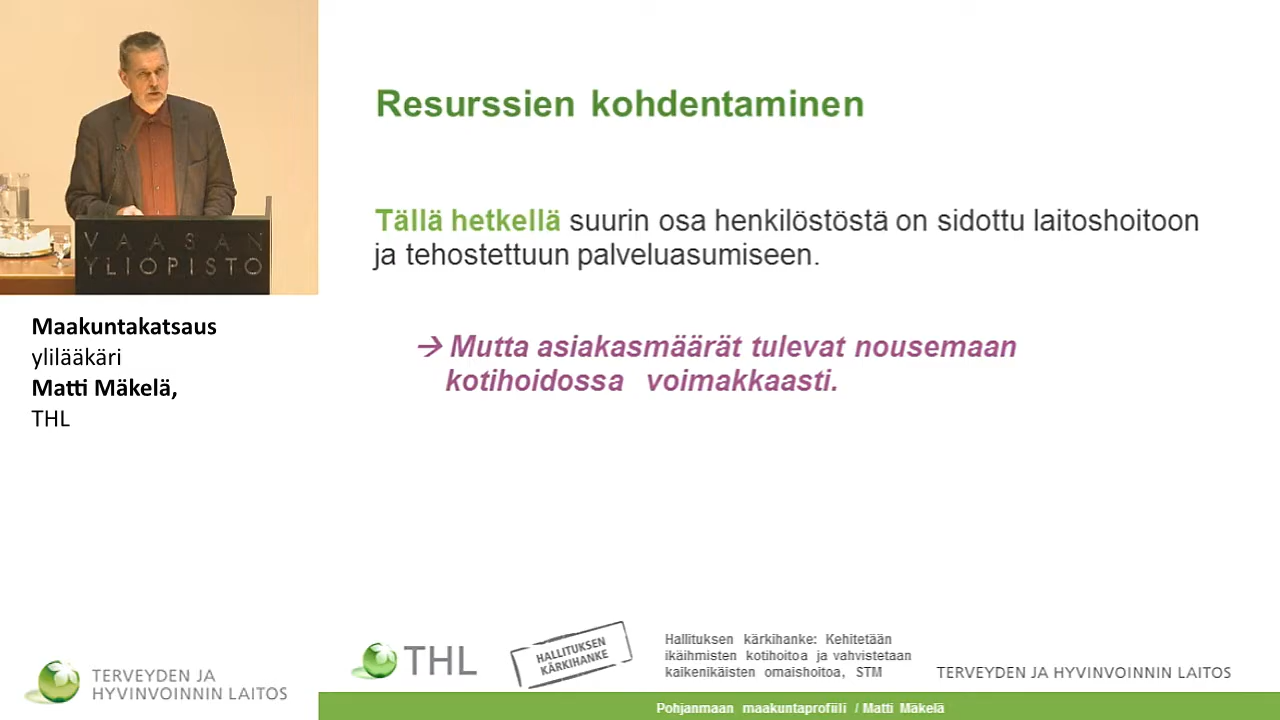 Resurssien kohdentaminen
Tällä hetkellä suurin osa henkilöstöstä on sidottu laitoshoitoon
ja tehostettuun palveluasumiseen.
→ Mutta asiakasmäärät tulevat nousemaan
kotihoidossa voimakkaasti.
VAASAN
YLIOPISTO
Maakuntakatsaus
ylilääkäri
Matti Mäkelä,
THL
TERVEYDEN JA
HYVINVOINNIN LAITOS
THL
HALLITUKSEN
KÄRKIHANKE
Hallituksen kärkihanke: Kehitetään
ikäihmisten kotihoitoa ja vahvistetaan
kaikenikäisten omaishoitoa, STM
TERVEYDEN JA HYVINVOINNIN LAITOS
Pohjanmaan maakuntaprofiili / Matti Mäkelä